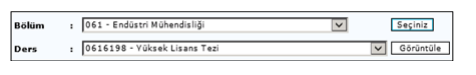 Bölüm : 061 - Endüstri Mühendisliği Seçiniz
Ders : 0616198 - Yüksek Lisans Tezi Görüntüle